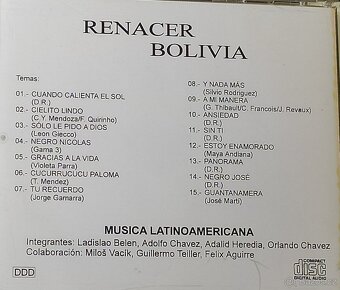 RENACER
BOLIVIA
Temas:
01.- CUANDO CALIENTA EL SOL
(D.R.)
02.- CIELITO LINDO
(C.Y. Mendoza/F. Quirinho)
03.- SÓLO LE PIDO A DIOS
(Leon Giecco)
04.- NEGRO NICOLAS
(Gama 3)
05.- GRACIAS A LA VIDA
(Violeta Parra)
06.- CUCURRUCUCU PALOMA
(T. Mendez)
07.- TU RECUERDO
(Jorge Gamarra)
08.- Y NADA MÁS
(Silvio Rodriguez)
09.- A MI MANERA
(G. Thibault/C. Francois/J. Revaux)
10.- ANSIEDAD
(D.R.)
11.- SIN TI
(D.R.)
12.- ESTOY ENAMORADO
(Maya Andiana)
13.- PANORAMA
(D.R.)
14.- NEGRO JOSÉ
(D.R.)
15.- GUANTANAMERA
(José Martí)
MUSICA LATINOAMERICANA
Integrantes: Ladislao Belen, Adolfo Chavez, Adalid Heredia, Orlando Chavez
Colaboración: Miloš Vacík, Guillermo Teiller, Felix Aguirre
DDD
COMPACT
disc
DIGITAL AUDIO